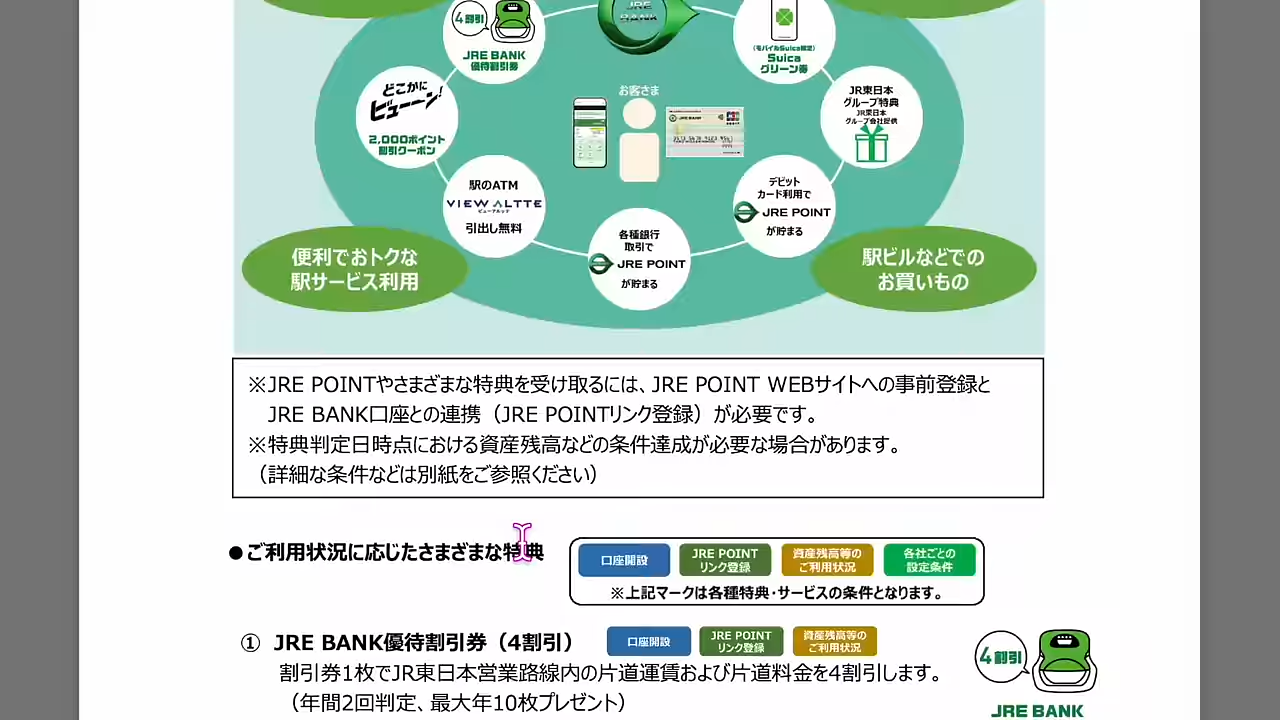 4割引
JRE BANK
優待割引券
JRE
BANK
（モバイルSuica限定）
Suica
グリーン券
どこかに
ビューーン!
2,000ポイント
割引クーポン
お客さま
JRE BANK
JCB
JR東日本
グループ特典
JR東日本
グループ会社提供
駅のATM
VIEW ALTTE
ビューアルッテ
引出し無料
各種銀行
取引で
JRE POINT
が貯まる
デビット
カード利用で
JRE POINT
が貯まる
便利でおトクな
駅サービス利用
駅ビルなどでの
お買いもの
※JRE POINTやさまざまな特典を受け取るには、JRE POINT WEBサイトへの事前登録と
JRE BANK口座との連携（JRE POINTリンク登録）が必要です。
※特典判定日時点における資産残高などの条件達成が必要な場合があります。
（詳細な条件などは別紙をご参照ください）
●ご利用状況に応じたさまざまな特典
口座開設
JRE POINT
リンク登録
資産残高等の
ご利用状況
各社ごとの
設定条件
※上記マークは各種特典・サービスの条件となります。
① JRE BANK優待割引券（4割引）
口座開設
JRE POINT
リンク登録
資産残高等の
ご利用状況
割引券1枚でJR東日本営業路線内の片道運賃および片道料金を4割引します。
（年間2回判定、最大年10枚プレゼント）
4割引
JRE BANK